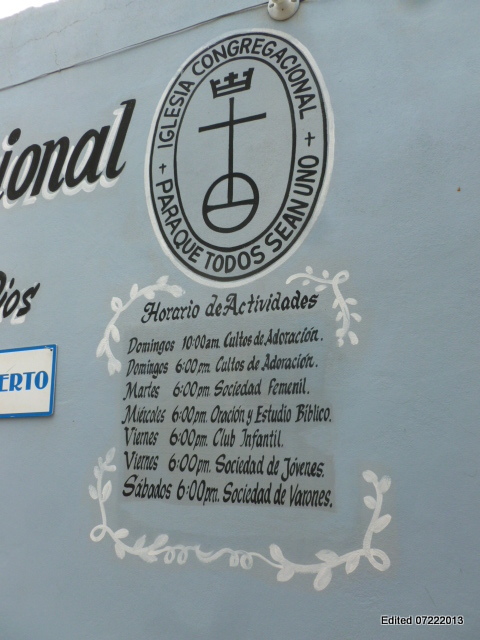 IGLESIA CONGREGACIONAL
PARA QUE TODOS SEAN UNO
ional
Dios
ERTO
Horario de Actividades
Domingos 10:00am. Cultos de Adoración.
Domingos 6:00pm. Cultos de Adoración.
Martes 6:00pm. Sociedad Femenil.
Miércoles 6:00pm. Oración y Estudio Bíblico.
Viernes 6:00pm. Club Infantil.
Viernes 6:00pm. Sociedad de Jóvenes.
Sábados 6:00pm. Sociedad de Varones.
Edited 07222013